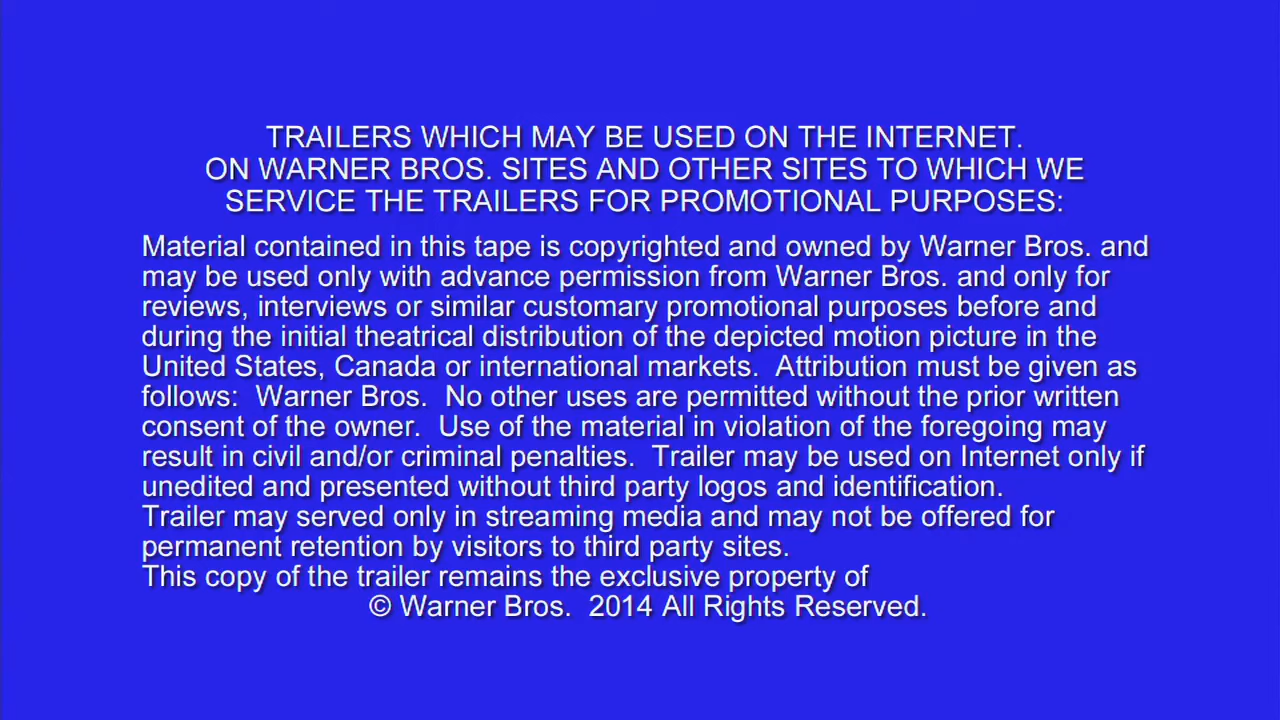 TRAILERS WHICH MAY BE USED ON THE INTERNET.
ON WARNER BROS. SITES AND OTHER SITES TO WHICH WE
SERVICE THE TRAILERS FOR PROMOTIONAL PURPOSES:
Material contained in this tape is copyrighted and owned by Warner Bros. and
may be used only with advance permission from Warner Bros. and only for
reviews, interviews or similar customary promotional purposes before and
during the initial theatrical distribution of the depicted motion picture in the
United States, Canada or international markets.  Attribution must be given as
follows:  Warner Bros.  No other uses are permitted without the prior written
consent of the owner.  Use of the material in violation of the foregoing may
result in civil and/or criminal penalties.  Trailer may be used on Internet only if
unedited and presented without third party logos and identification.
Trailer may served only in streaming media and may not be offered for
permanent retention by visitors to third party sites.
This copy of the trailer remains the exclusive property of
© Warner Bros.  2014 All Rights Reserved.